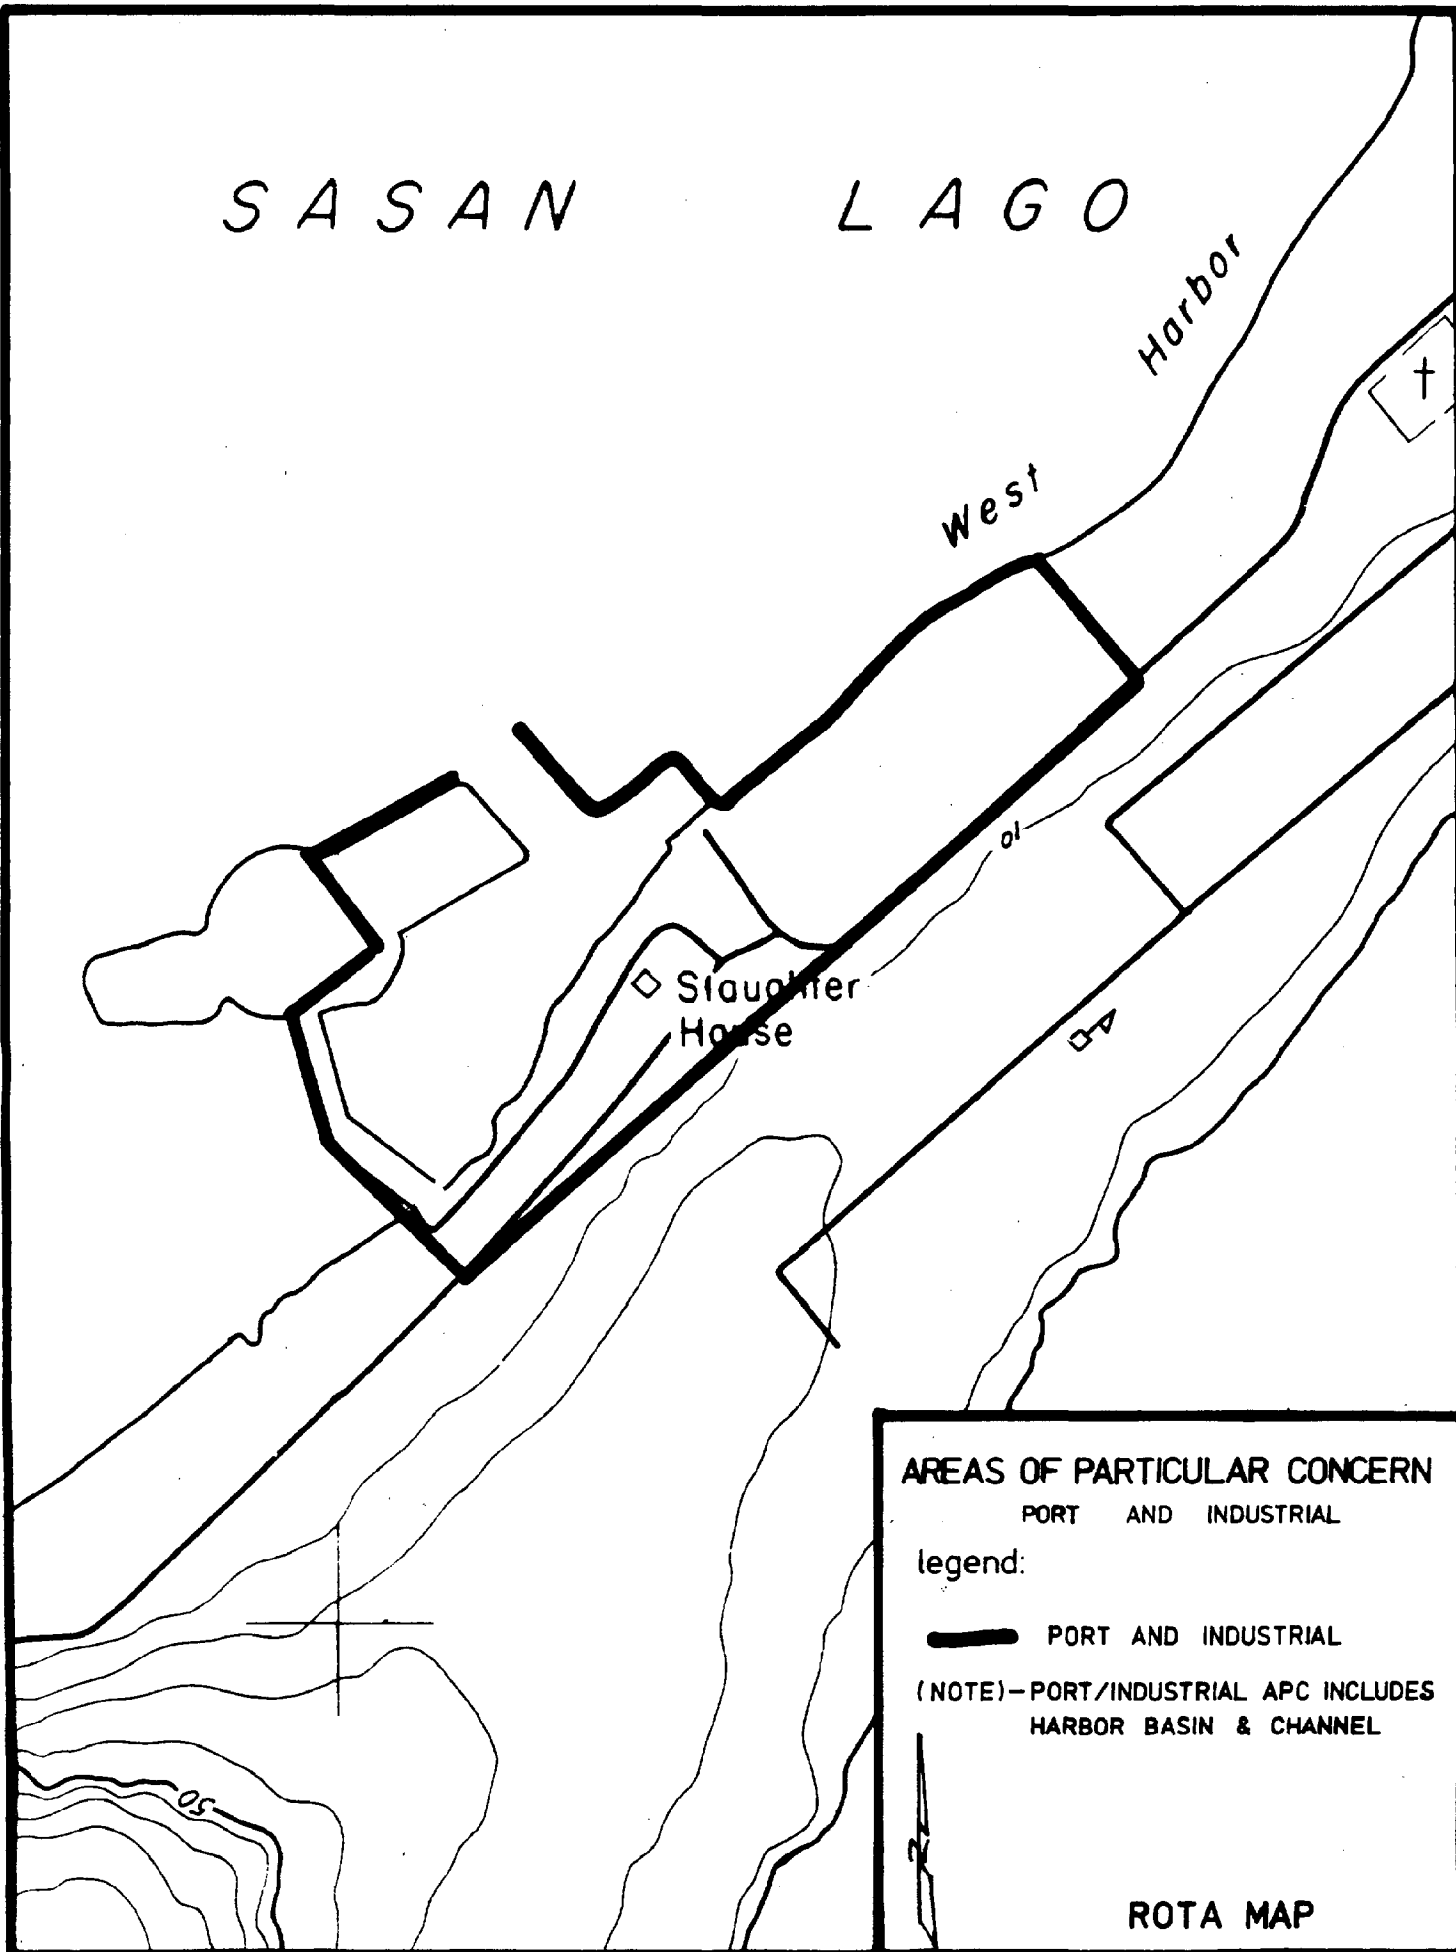 SASAN LAGO
West Harbor
10
Slaughter
House
50
AREAS OF PARTICULAR CONCERN
PORT AND INDUSTRIAL
legend:
PORT AND INDUSTRIAL
(NOTE)-PORT/INDUSTRIAL APC INCLUDES
HARBOR BASIN & CHANNEL
N
ROTA MAP